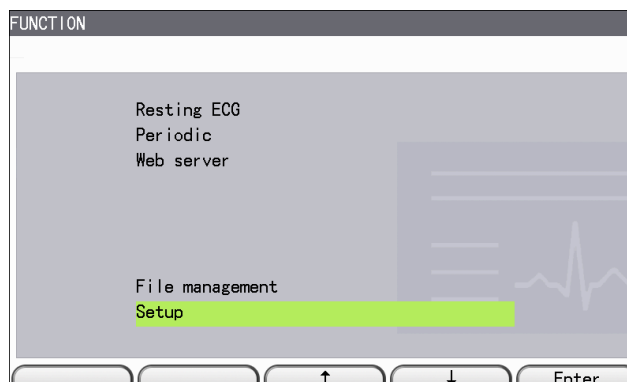 FUNCTION
Resting ECG
Periodic
Web server
File management
Setup
↑ ↓ Enter